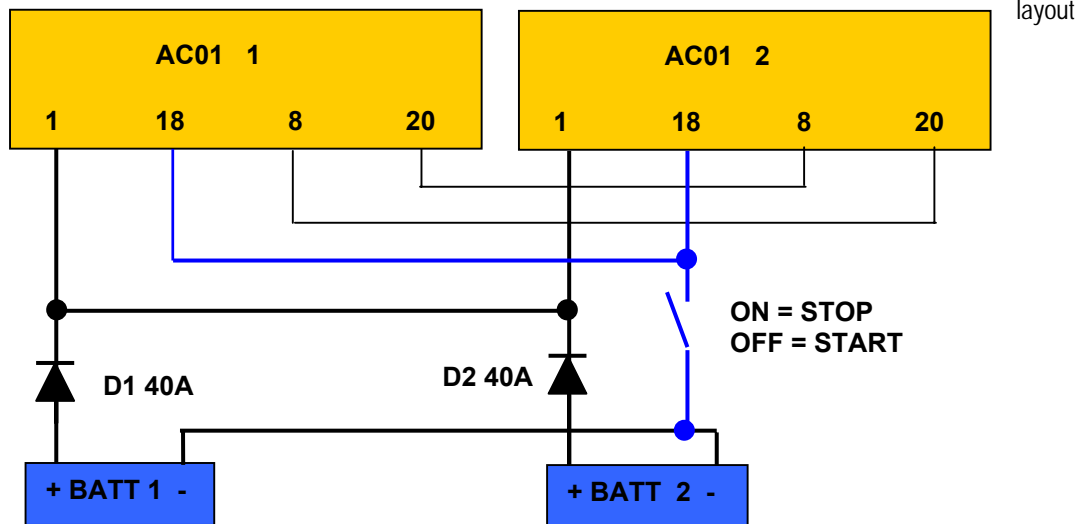 layout
AC01 1
AC01 2
1 18 8 20
1 18 8 20
ON = STOP
OFF = START
D1 40A
D2 40A
+ BATT 1 -
+ BATT 2 -